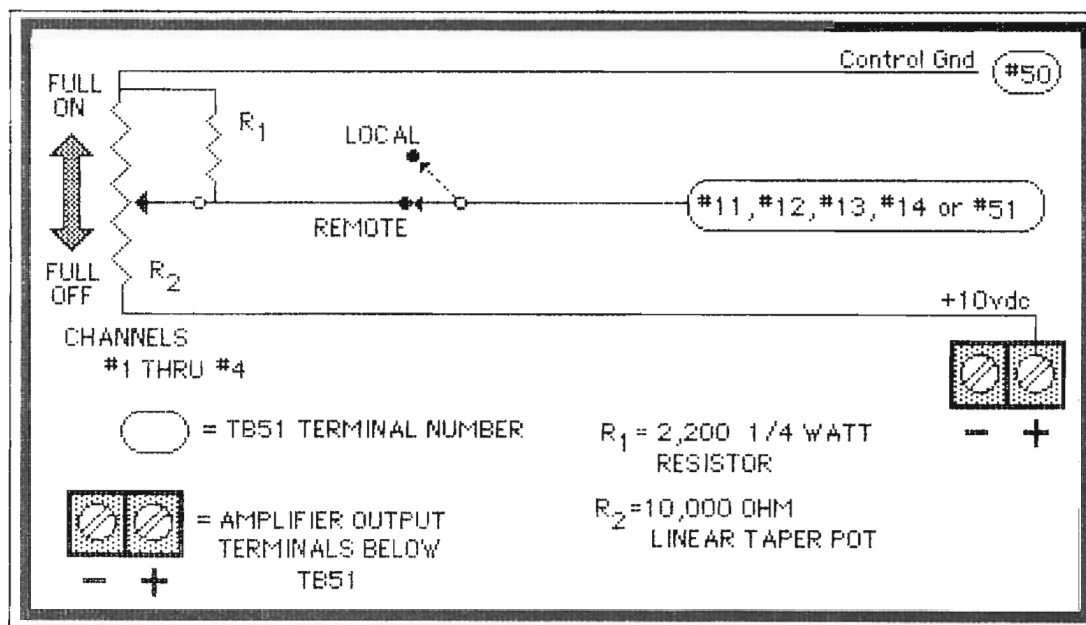 Control Gnd #50
FULL
ON
R1
LOCAL
#11,#12,#13,#14 or #51
REMOTE
FULL
OFF
R2
+10vdc
CHANNELS
#1 THRU #4
= TB51 TERMINAL NUMBER
R1= 2,200 1/4 WATT
RESISTOR
- +
R2=10,000 OHM
LINEAR TAPER POT
= AMPLIFIER OUTPUT
TERMINALS BELOW
TB51
- +